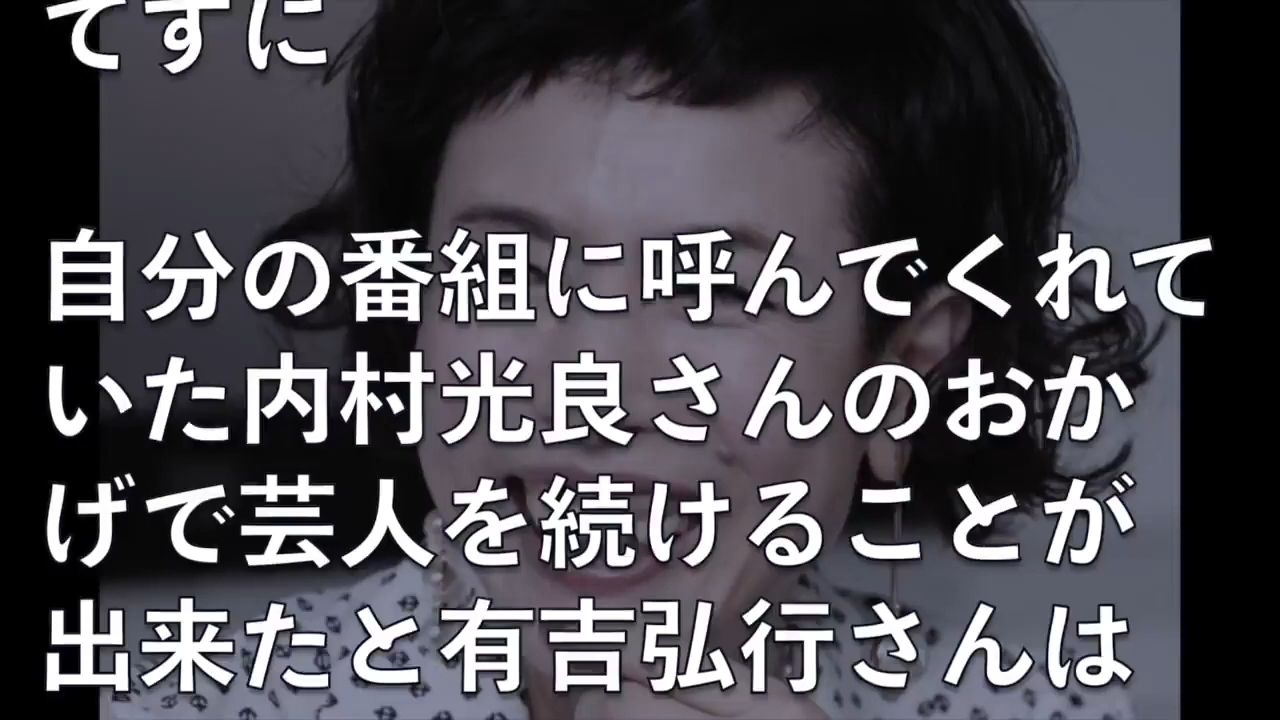 てすに
自分の番組に呼んでくれて
いた内村光良さんのおか
げで芸人を続けることが
出来たと有吉弘行さんは